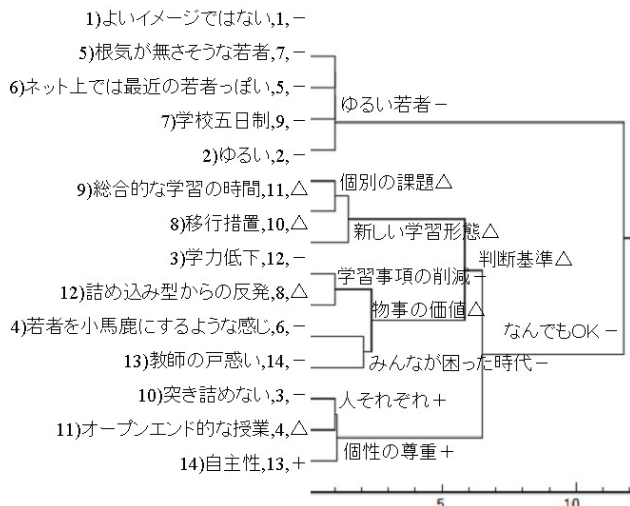 1)よいイメージではない,1,－
5)根気が無さそうな若者,7,－
6)ネット上では最近の若者っぽい,5,－
ゆるい若者－
7)学校五日制,9,－
2)ゆるい,2,－
9)総合的な学習の時間,11,△
個別の課題△
8)移行措置,10,△
新しい学習形態△
3)学力低下,12,－
判断基準△
学習事項の削減－
12)詰め込み型からの反発,8,△
物事の価値△
4)若者を小馬鹿にするような感じ,6,－
なんでもOK－
13)教師の戸惑い,14,－
みんなが困った時代－
10)突き詰めない,3,－
人それぞれ＋
11)オープンエンド的な授業,4,△
個性の尊重＋
14)自主性,13,＋
5
10